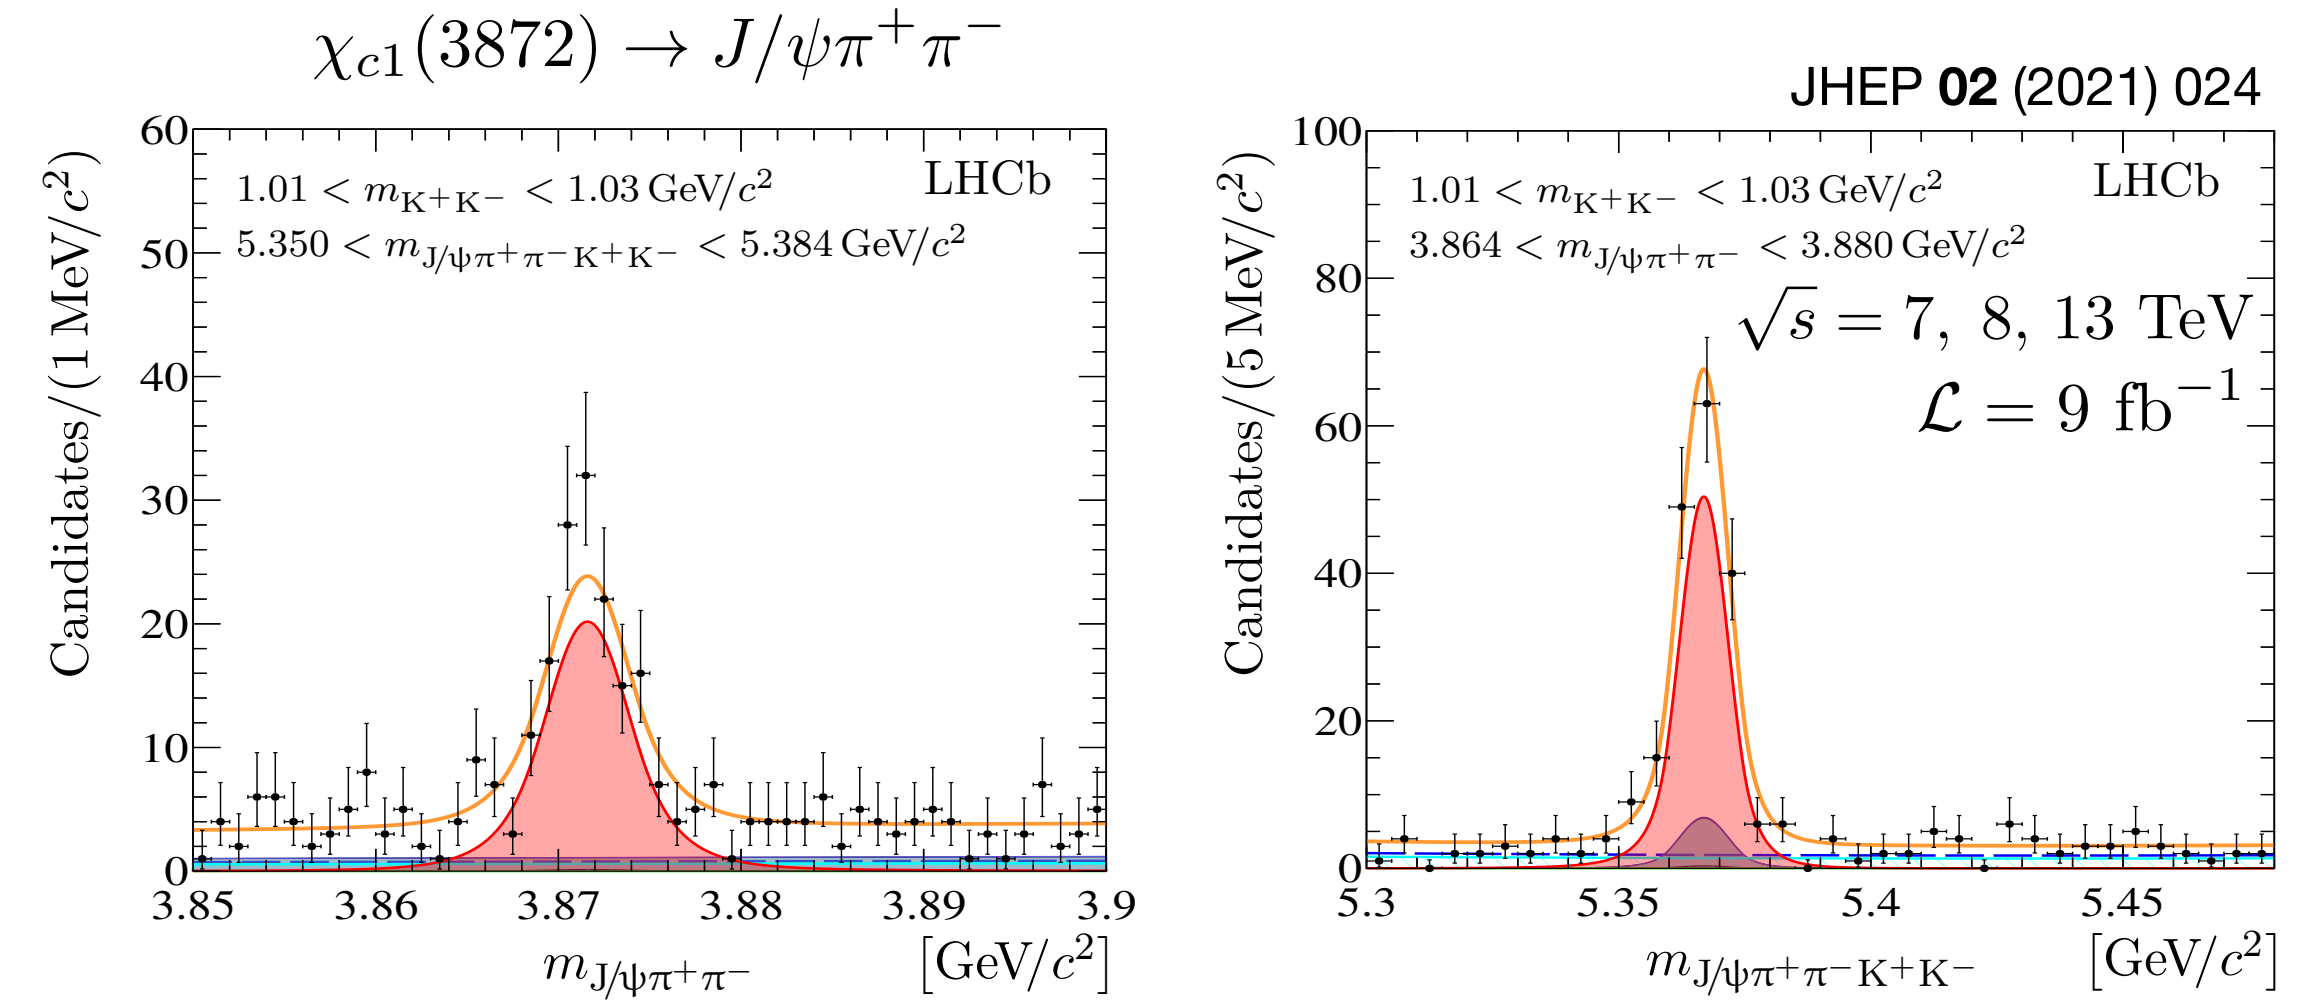 χc1(3872) → J/ψπ⁺π⁻
JHEP 02 (2021) 024
Candidates/(1 MeV/c²)
60
50
40
30
20
10
0
1.01 < mK⁺K⁻ < 1.03 GeV/c²
LHCb
5.350 < mJ/ψπ⁺π⁻K⁺K⁻ < 5.384 GeV/c²
3.85 3.86 3.87 3.88 3.89 3.9
mJ/ψπ⁺π⁻ [GeV/c²]
Candidates/(5 MeV/c²)
100
80
60
40
20
0
1.01 < mK⁺K⁻ < 1.03 GeV/c²
LHCb
3.864 < mJ/ψπ⁺π⁻ < 3.880 GeV/c²
√s = 7, 8, 13 TeV
ℒ = 9 fb⁻¹
5.3 5.35 5.4 5.45
mJ/ψπ⁺π⁻K⁺K⁻ [GeV/c²]